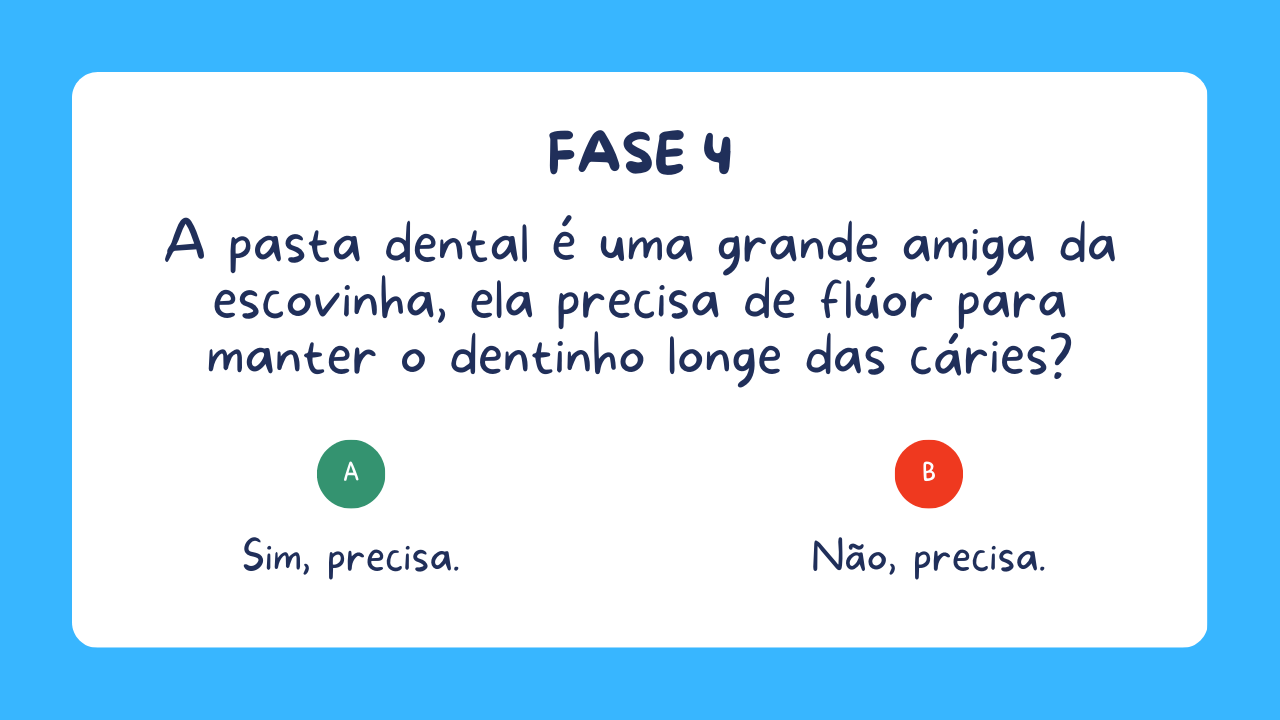 FASE 4
A pasta dental é uma grande amiga da
escovinha, ela precisa de flúor para
manter o dentinho longe das cáries?
A
B
Sim, precisa.
Não, precisa.